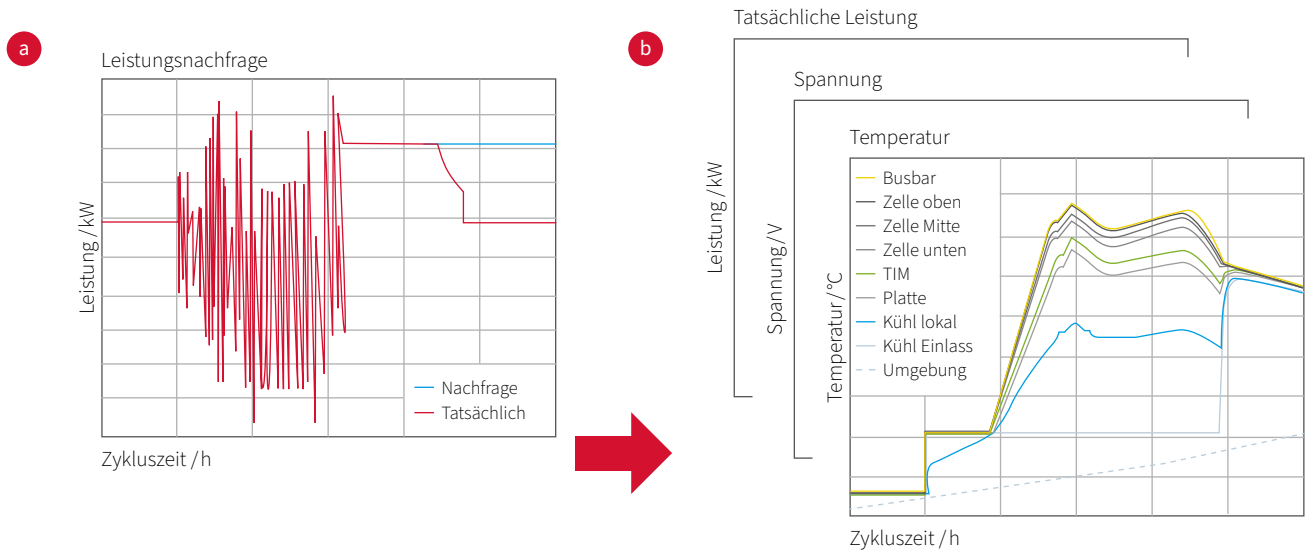 a
Leistungsnachfrage
Leistung / kW
Nachfrage
Tatsächlich
Zykluszeit / h
b
Tatsächliche Leistung
Leistung / kW
Spannung
Spannung / V
Temperatur
Temperatur / °C
Busbar
Zelle oben
Zelle Mitte
Zelle unten
TIM
Platte
Kühl lokal
Kühl Einlass
Umgebung
Zykluszeit / h